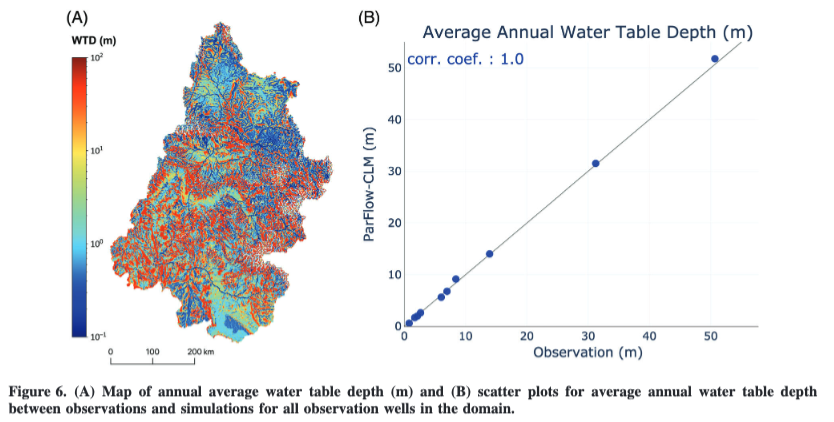 (A)
WTD (m)
10²
10¹
10⁰
10⁻¹
0 100 200 km
(B)
Average Annual Water Table Depth (m)
corr. coef. : 1.0
ParFlow-CLM (m)
50
40
30
20
10
0
0 10 20 30 40 50
Observation (m)
Figure 6. (A) Map of annual average water table depth (m) and (B) scatter plots for average annual water table depth
between observations and simulations for all observation wells in the domain.